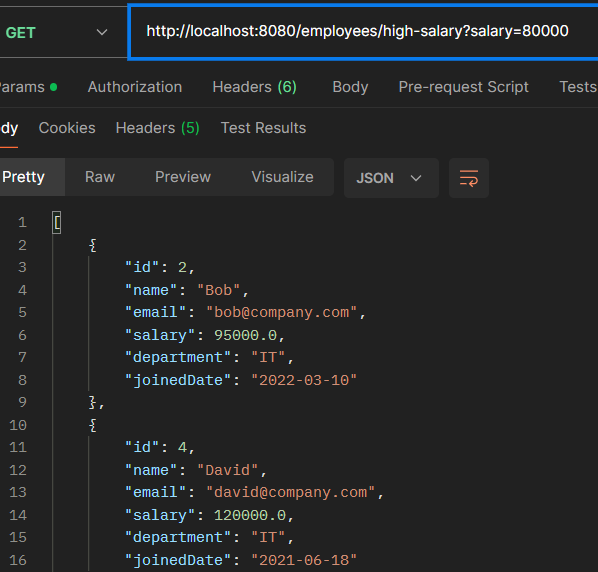 GET http://localhost:8080/employees/high-salary?salary=80000
arams Authorization Headers (6) Body Pre-request Script Tests
dy Cookies Headers (5) Test Results
Pretty Raw Preview Visualize JSON
1 [
2 {
3 "id": 2,
4 "name": "Bob",
5 "email": "bob@company.com",
6 "salary": 95000.0,
7 "department": "IT",
8 "joinedDate": "2022-03-10"
9 },
10 {
11 "id": 4,
12 "name": "David",
13 "email": "david@company.com",
14 "salary": 120000.0,
15 "department": "IT",
16 "joinedDate": "2021-06-18"